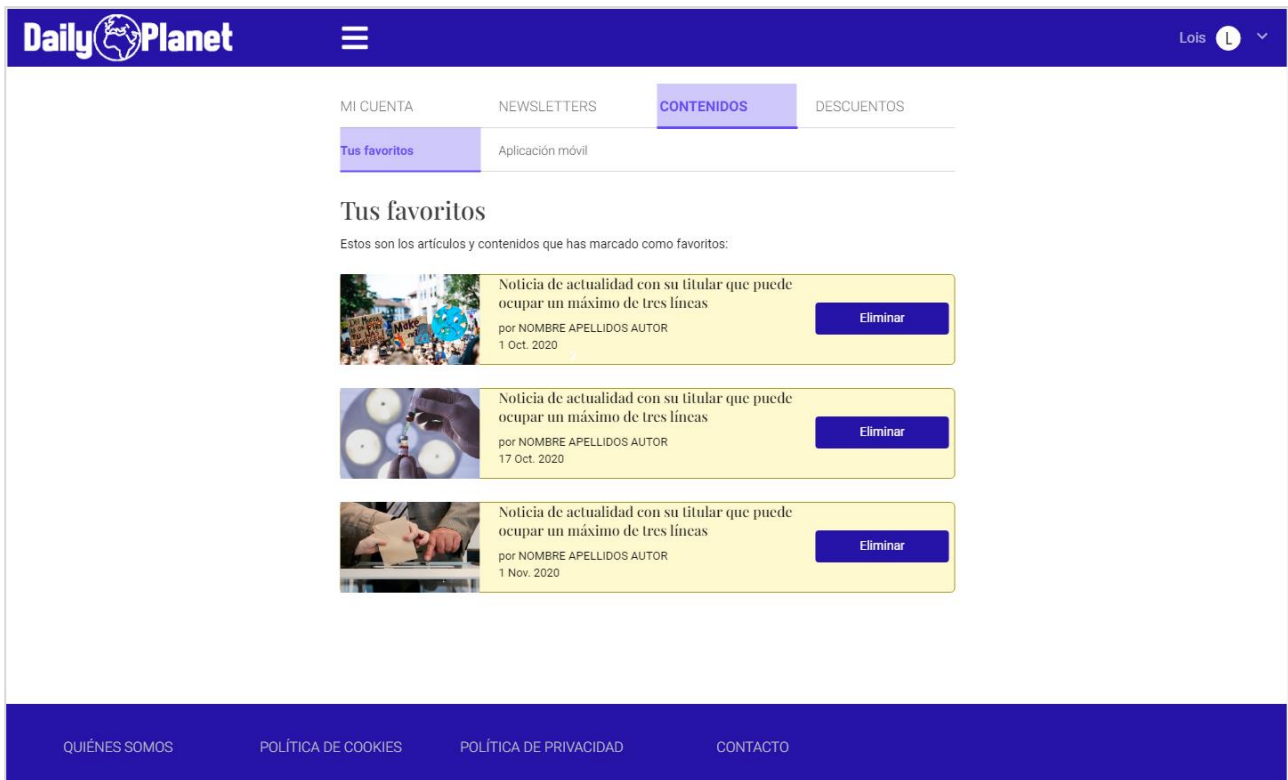 Daily Planet
Lois L
MI CUENTA NEWSLETTERS CONTENIDOS DESCUENTOS
Tus favoritos Aplicación móvil
Tus favoritos
Estos son los artículos y contenidos que has marcado como favoritos:
Make
Noticia de actualidad con su titular que puede
ocupar un máximo de tres líneas
por NOMBRE APELLIDOS AUTOR
1 Oct. 2020
Eliminar
Noticia de actualidad con su titular que puede
ocupar un máximo de tres líneas
por NOMBRE APELLIDOS AUTOR
17 Oct. 2020
Eliminar
Noticia de actualidad con su titular que puede
ocupar un máximo de tres líneas
por NOMBRE APELLIDOS AUTOR
1 Nov. 2020
Eliminar
QUIÉNES SOMOS POLÍTICA DE COOKIES POLÍTICA DE PRIVACIDAD CONTACTO